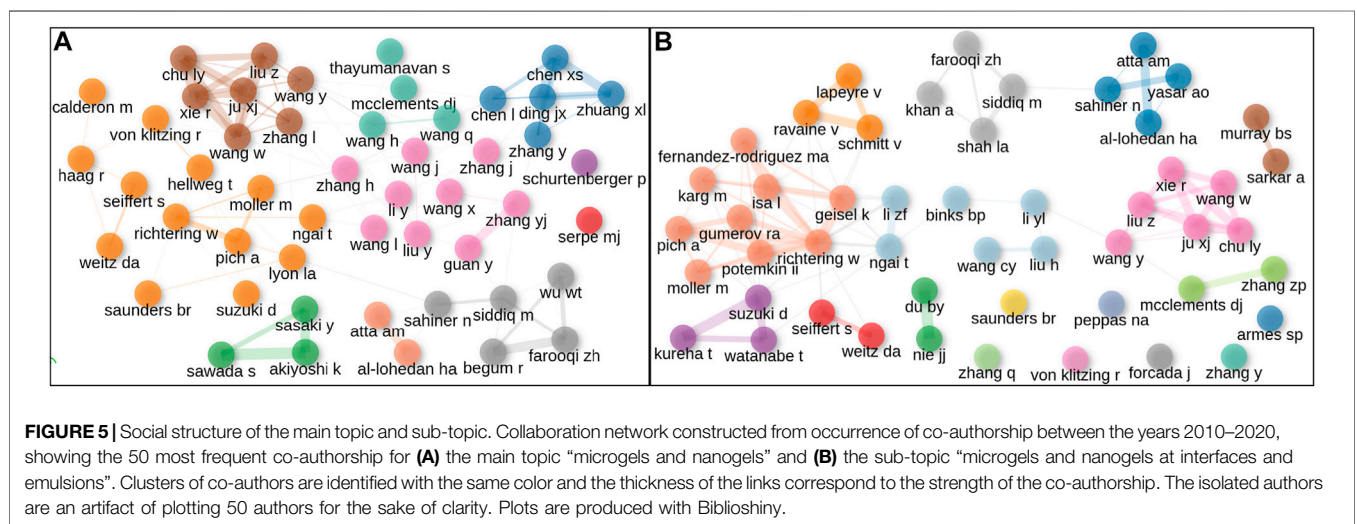 A
chu ly
liu z
xie r
ju xj
wang y
zhang l
wang w
thayumanavan s
mcclements dj
wang h
wang q
chen xs
chen l
ding jx
zhuang xl
zhang y
calderon m
von klitzing r
haag r
hellweg t
seiffert s
moller m
richtering w
ngai t
pich a
weitz da
lyon la
saunders br
suzuki d
zhang h
wang j
zhang j
schurtenberger p
li y
wang x
zhang yj
wang l
liu y
guan y
serpe mj
sasaki y
sawada s
akiyoshi k
atta am
al-lohedan ha
sahiner n
siddiq m
wu wt
begum r
farooqi zh
B
farooqi zh
khan a
siddiq m
shah la
atta am
sahiner n
yasar ao
al-lohedan ha
lapeyre v
ravaine v
schmitt v
murray bs
sarkar a
fernandez-rodriguez ma
karg m
isa l
geisel k
li zf
gumerov ra
pich a
richtering w
ngai t
potemkin ii
moller m
binks bp
li yl
wang cy
liu h
xie r
wang w
liu z
ju xj
chu ly
wang y
mcclements dj
zhang zp
suzuki d
kureha t
watanabe t
seiffert s
weitz da
du by
nie jj
saunders br
peppas na
armes sp
zhang q
von klitzing r
forcada j
zhang y
FIGURE 5 | Social structure of the main topic and sub-topic. Collaboration network constructed from occurrence of co-authorship between the years 2010–2020,
showing the 50 most frequent co-authorship for (A) the main topic “microgels and nanogels” and (B) the sub-topic “microgels and nanogels at interfaces and
emulsions”. Clusters of co-authors are identified with the same color and the thickness of the links correspond to the strength of the co-authorship. The isolated authors
are an artifact of plotting 50 authors for the sake of clarity. Plots are produced with Biblioshiny.